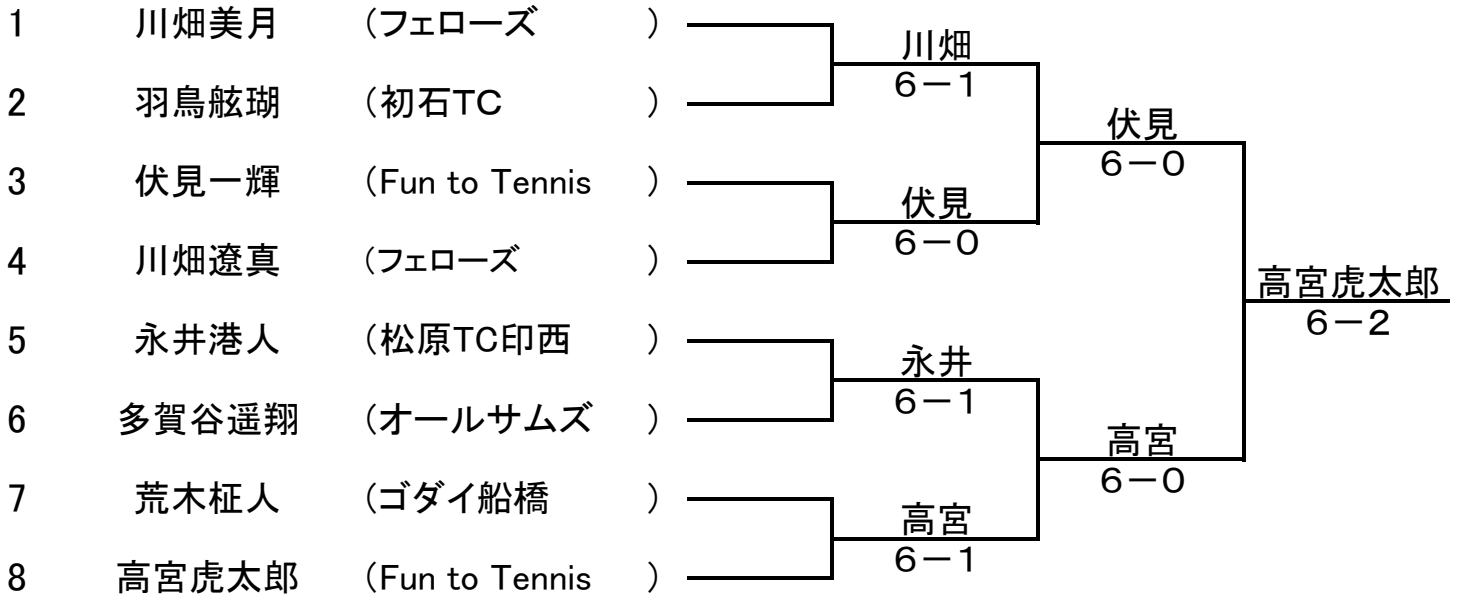 1 川畑美月 (フェローズ )
川畑
6－1
2 羽鳥舷瑚 (初石TC )
伏見
6－0
3 伏見一輝 (Fun to Tennis )
伏見
6－0
4 川畑遼真 (フェローズ )
高宮虎太郎
6－2
5 永井港人 (松原TC印西 )
永井
6－1
6 多賀谷遥翔 (オールサムズ )
高宮
6－0
7 荒木柾人 (ゴダイ船橋 )
高宮
6－1
8 高宮虎太郎 (Fun to Tennis )